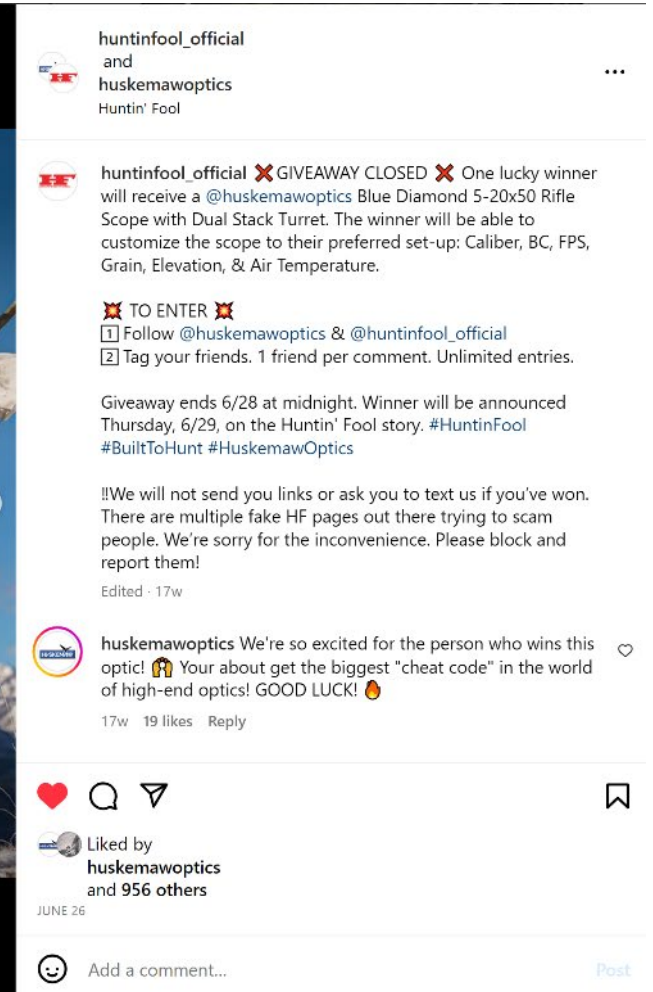 huntinfool_official
and
huskemawoptics
Huntin' Fool
HF
HF
huntinfool_official ❌GIVEAWAY CLOSED ❌ One lucky winner
will receive a @huskemawoptics Blue Diamond 5-20x50 Rifle
Scope with Dual Stack Turret. The winner will be able to
customize the scope to their preferred set-up: Caliber, BC, FPS,
Grain, Elevation, & Air Temperature.
💥 TO ENTER 💥
1️⃣ Follow @huskemawoptics & @huntinfool_official
2️⃣ Tag your friends. 1 friend per comment. Unlimited entries.
Giveaway ends 6/28 at midnight. Winner will be announced
Thursday, 6/29, on the Huntin' Fool story. #HuntinFool
#BuiltToHunt #HuskemawOptics
‼️We will not send you links or ask you to text us if you've won.
There are multiple fake HF pages out there trying to scam
people. We're sorry for the inconvenience. Please block and
report them!
Edited · 17w
huskemawoptics We're so excited for the person who wins this
optic! 🙌 Your about get the biggest "cheat code" in the world
of high-end optics! GOOD LUCK! 🔥
17w 19 likes Reply
Liked by
huskemawoptics
and 956 others
JUNE 26
Add a comment...
Post